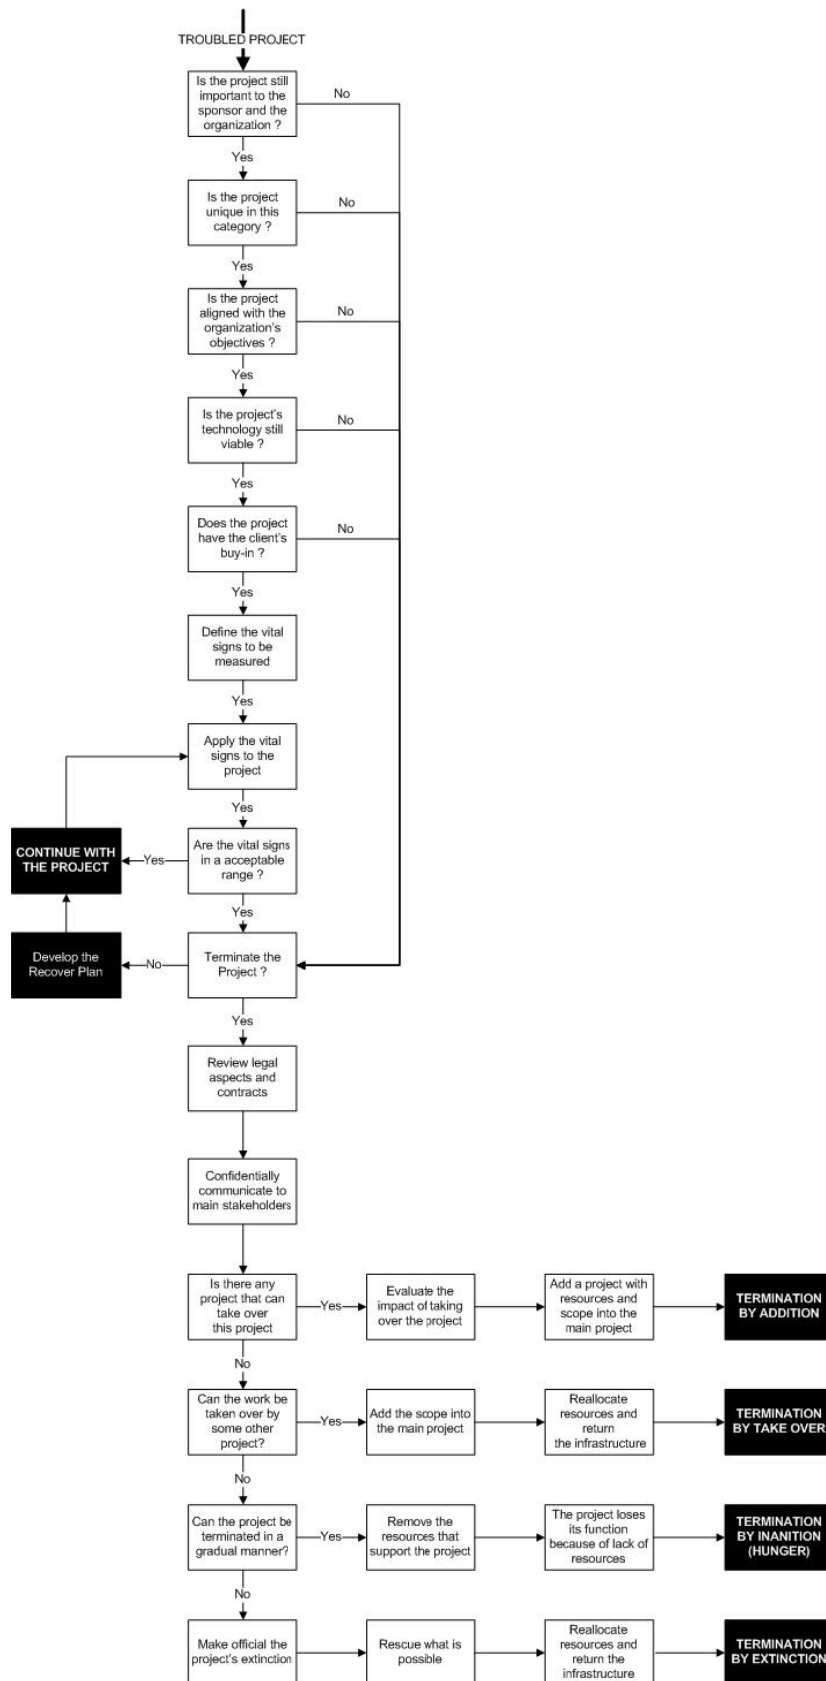 TROUBLED PROJECT
Is the project still
important to the
sponsor and the
organization ?
No
Yes
Is the project
unique in this
category ?
No
Yes
Is the project
aligned with the
organization's
objectives ?
No
Yes
Is the project's
technology still
viable ?
No
Yes
Does the project
have the client's
buy-in ?
No
Yes
Define the vital
signs to be
measured
Yes
Apply the vital
signs to the
project
Yes
CONTINUE WITH
THE PROJECT
Yes
Are the vital signs
in a acceptable
range ?
Yes
Develop the
Recover Plan
No
Terminate the
Project ?
Yes
Review legal
aspects and
contracts
Confidentially
communicate to
main stakeholders
Is there any
project that can
take over
this project
Yes
Evaluate the
impact of taking
over the project
Add a project with
resources and
scope into the
main project
TERMINATION
BY ADDITION
No
Can the work be
taken over by
some other
project?
Yes
Add the scope into
the main project
Reallocate
resources and
return
the infrastructure
TERMINATION
BY TAKE OVER
No
Can the project be
terminated in a
gradual manner?
Yes
Remove the
resources that
support the project
The project loses
its function
because of lack of
resources
TERMINATION
BY INANITION
(HUNGER)
No
Make official the
project's extinction
Rescue what is
possible
Reallocate
resources and
return the
infrastructure
TERMINATION
BY EXTINCTION